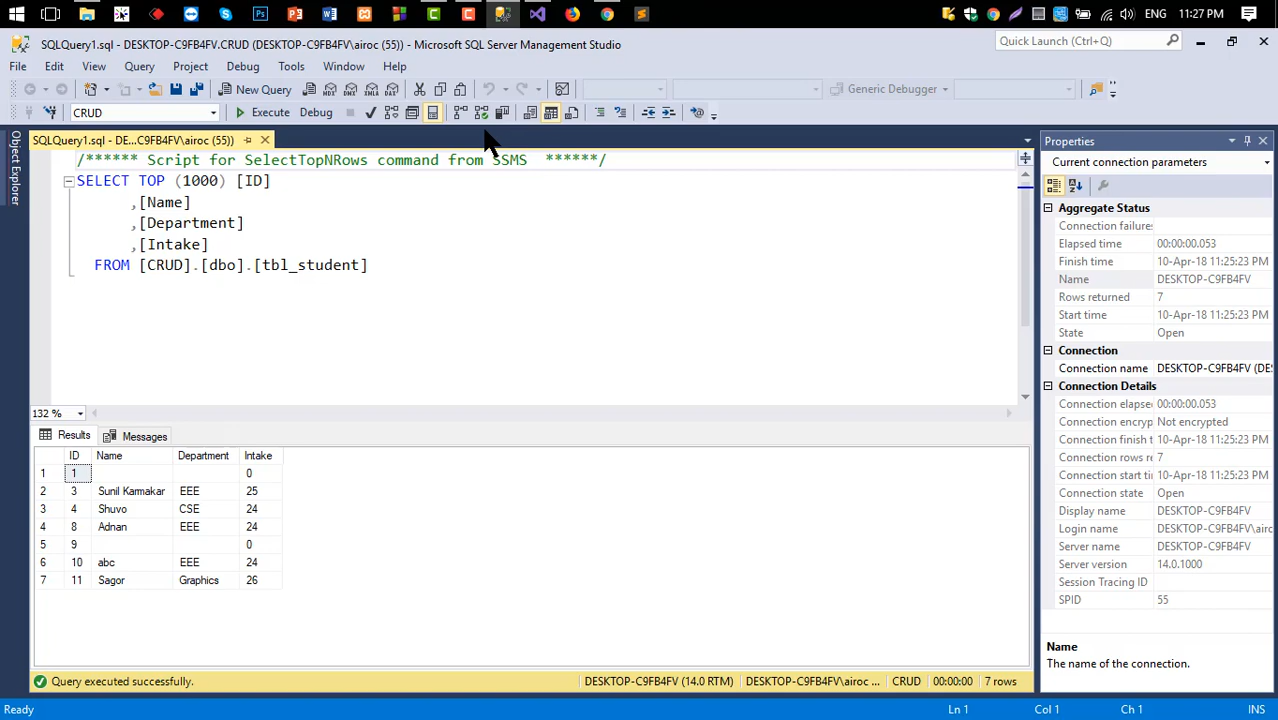 ENG 11:27 PM
SQLQuery1.sql - DESKTOP-C9FB4FV.CRUD (DESKTOP-C9FB4FV\airoc (55)) - Microsoft SQL Server Management Studio
Quick Launch (Ctrl+Q)
File Edit View Query Project Debug Tools Window Help
New Query
Generic Debugger
CRUD
Execute Debug
SQLQuery1.sql - DE...C9FB4FV\airoc (55))
Object Explorer
/****** Script for SelectTopNRows command from SSMS ******/
SELECT TOP (1000) [ID]
,[Name]
,[Department]
,[Intake]
FROM [CRUD].[dbo].[tbl_student]
132 %
Results Messages
ID Name Department Intake
1 1 0
2 3 Sunil Karmakar EEE 25
3 4 Shuvo CSE 24
4 8 Adnan EEE 24
5 9 0
6 10 abc EEE 24
7 11 Sagor Graphics 26
Query executed successfully.
DESKTOP-C9FB4FV (14.0 RTM) DESKTOP-C9FB4FV\airoc ... CRUD 00:00:00 7 rows
Properties
Current connection parameters
Aggregate Status
Connection failures
Elapsed time 00:00:00.053
Finish time 10-Apr-18 11:25:23 PM
Name DESKTOP-C9FB4FV
Rows returned 7
Start time 10-Apr-18 11:25:23 PM
State Open
Connection
Connection name DESKTOP-C9FB4FV (DES
Connection Details
Connection elapse 00:00:00.053
Connection encryp Not encrypted
Connection finish t 10-Apr-18 11:25:23 PM
Connection rows re 7
Connection start tii 10-Apr-18 11:25:23 PM
Connection state Open
Display name DESKTOP-C9FB4FV
Login name DESKTOP-C9FB4FV\airc
Server name DESKTOP-C9FB4FV
Server version 14.0.1000
Session Tracing ID
SPID 55
Name
The name of the connection.
Ready Ln 1 Col 1 Ch 1 INS